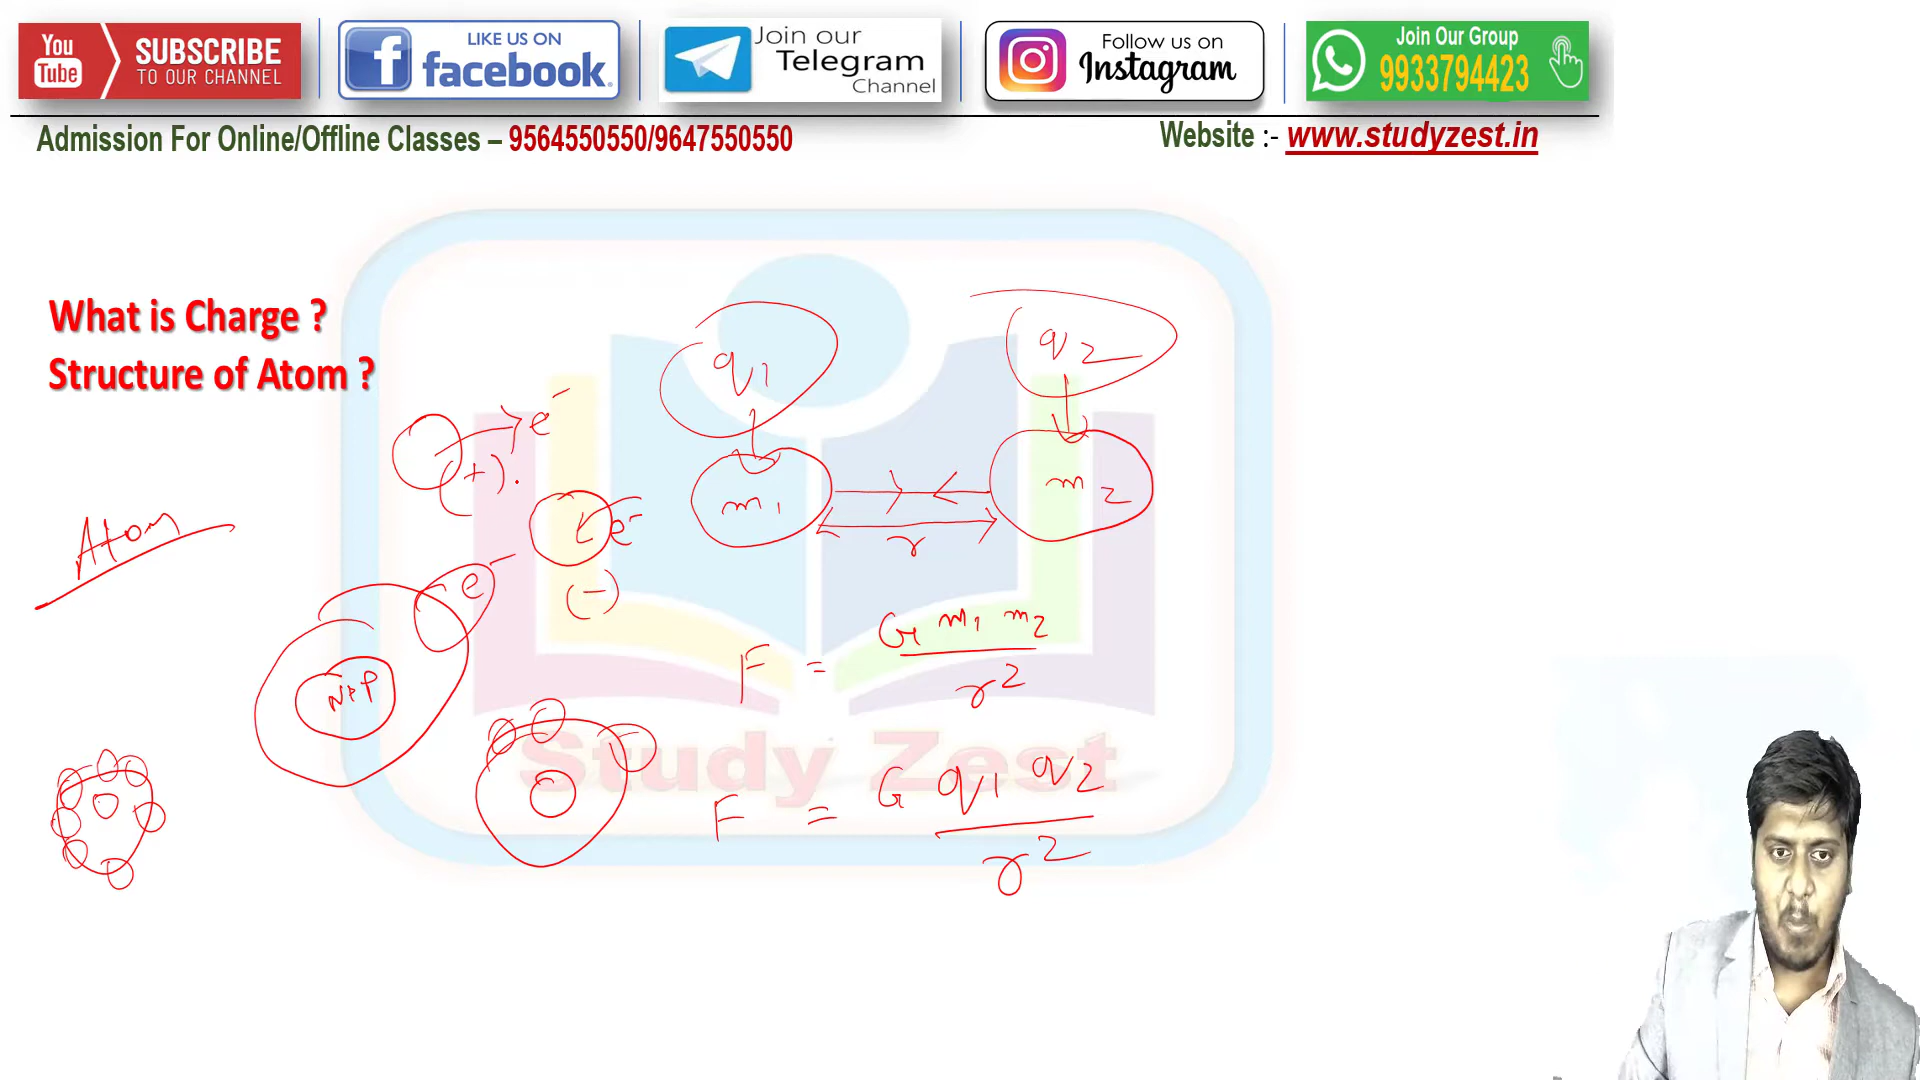 You Tube SUBSCRIBE TO OUR CHANNEL
LIKE US ON facebook.
Join our Telegram Channel
Follow us on Instagram
Join Our Group 9933794423
Admission For Online/Offline Classes – 9564550550/9647550550
Website :- www.studyzest.in
What is Charge ?
Structure of Atom ?
q1
q2
e-
(+).
m1
m2
e-
r
Atom
e-
(-)
F = G m1 m2 / r2
N+P
Study Zest
F = G q1 q2 / r2